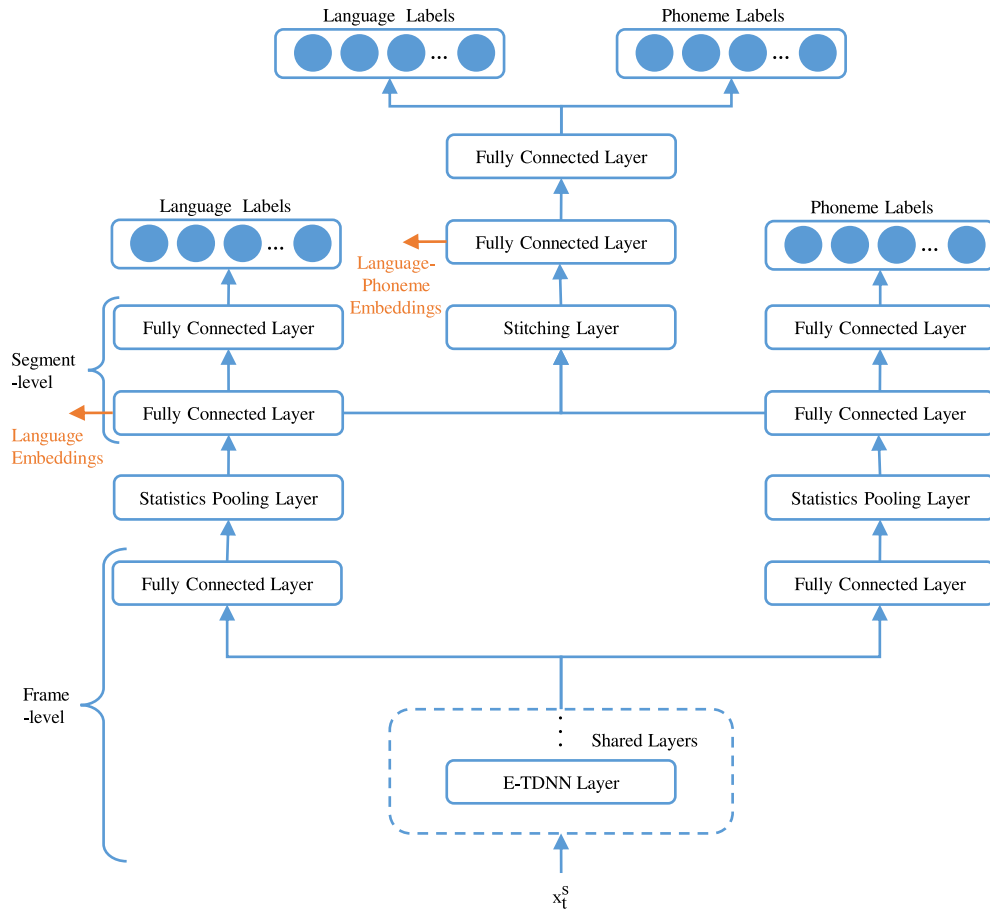 Language Labels
Phoneme Labels
...
...
Fully Connected Layer
Language Labels
Fully Connected Layer
Phoneme Labels
...
...
Language-
Phoneme
Embeddings
Fully Connected Layer
Stitching Layer
Fully Connected Layer
Segment
-level
Fully Connected Layer
Fully Connected Layer
Language
Embeddings
Statistics Pooling Layer
Statistics Pooling Layer
Fully Connected Layer
Fully Connected Layer
Frame
-level
Shared Layers
E-TDNN Layer
x_t^s